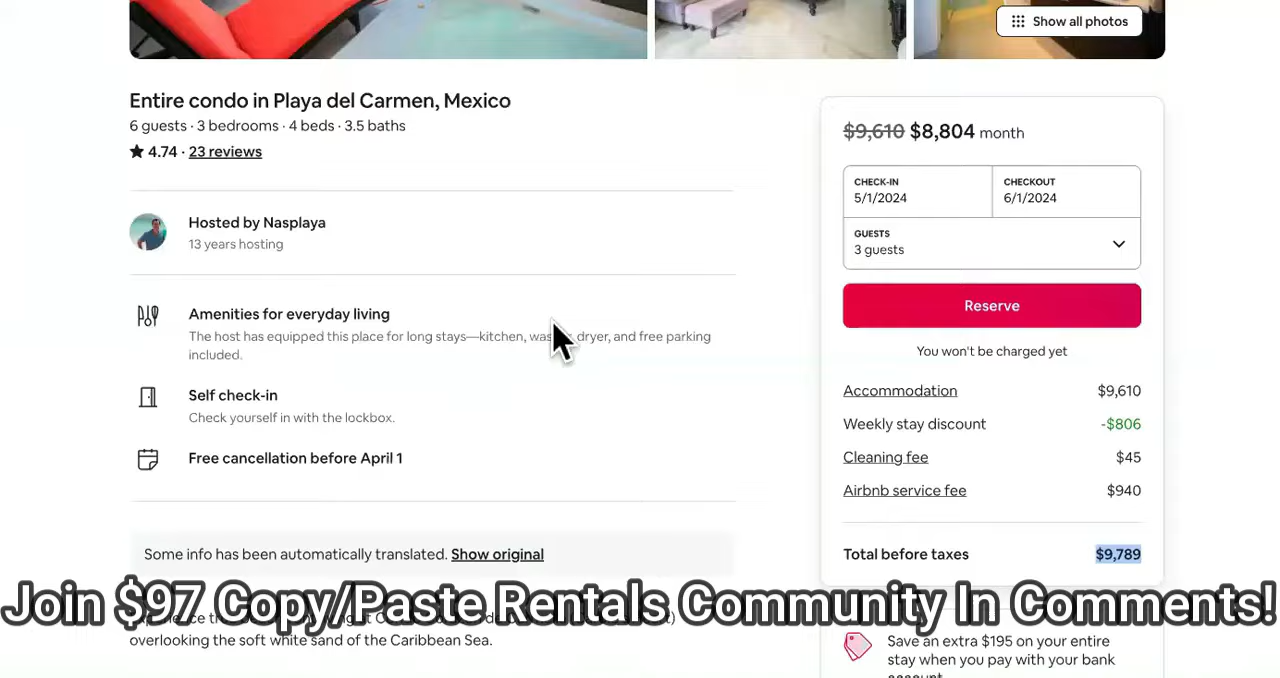 Show all photos
Entire condo in Playa del Carmen, Mexico
6 guests · 3 bedrooms · 4 beds · 3.5 baths
4.74 · 23 reviews
Hosted by Nasplaya
13 years hosting
Amenities for everyday living
The host has equipped this place for long stays—kitchen, dryer, and free parking
included.
Self check-in
Check yourself in with the lockbox.
Free cancellation before April 1
Some info has been automatically translated. Show original
overlooking the soft white sand of the Caribbean Sea.
$9,610 $8,804 month
CHECK-IN
5/1/2024
CHECKOUT
6/1/2024
GUESTS
3 guests
Reserve
You won't be charged yet
Accommodation $9,610
Weekly stay discount -$806
Cleaning fee $45
Airbnb service fee $940
Total before taxes $9,789
Save an extra $195 on your entire
stay when you pay with your bank
Join $97 Copy/Paste Rentals Community In Comments!